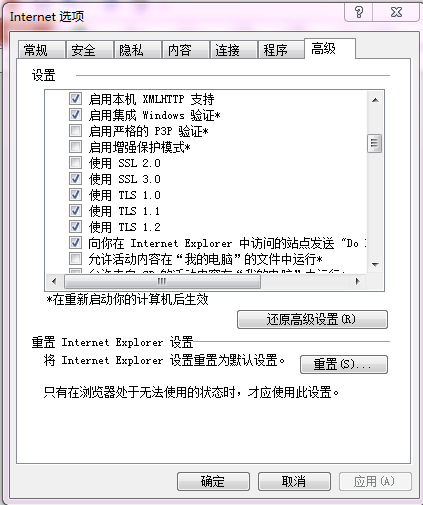 Internet 选项
常规 安全 隐私 内容 连接 程序 高级
设置
启用本机 XMLHTTP 支持
启用集成 Windows 验证*
启用严格的 P3P 验证*
启用增强保护模式*
使用 SSL 2.0
使用 SSL 3.0
使用 TLS 1.0
使用 TLS 1.1
使用 TLS 1.2
向你在 Internet Explorer 中访问的站点发送 "Do
允许活动内容在“我的电脑”的文件中运行*
*在重新启动你的计算机后生效
还原高级设置(R)
重置 Internet Explorer 设置
将 Internet Explorer 设置重置为默认设置。
重置(S)...
只有在浏览器处于无法使用的状态时，才应使用此设置。
确定 取消 应用(A)